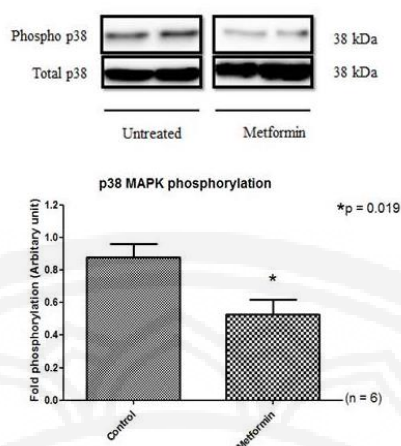 Phospho p38 38 kDa
Total p38 38 kDa
Untreated Metformin
p38 MAPK phosphorylation
*p = 0.019
Fold phosphorylation (Arbitary unit)
1.2
1.0
0.8
0.6
0.4
0.2
0.0
*
(n = 6)
Control Metformin